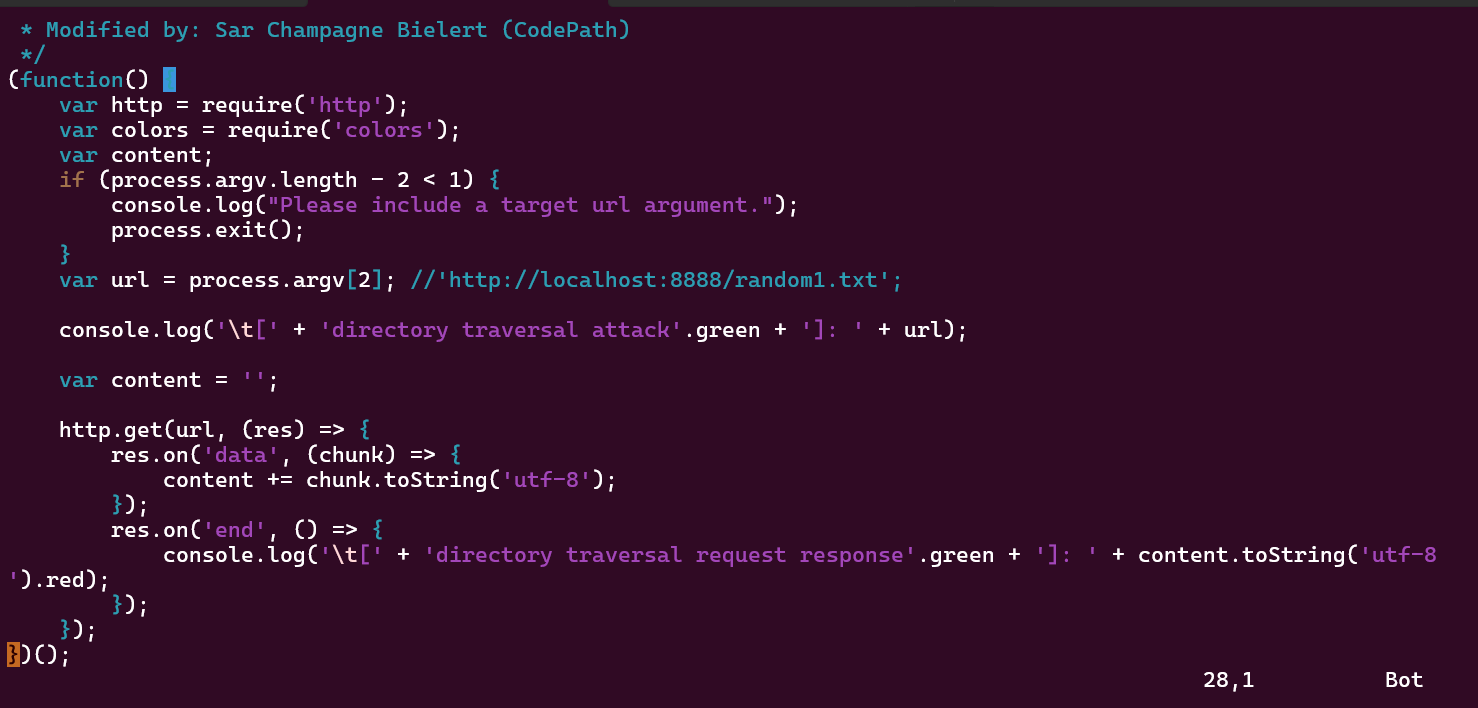 * Modified by: Sar Champagne Bielert (CodePath)
 */
(function() {
    var http = require('http');
    var colors = require('colors');
    var content;
    if (process.argv.length - 2 < 1) {
        console.log("Please include a target url argument.");
        process.exit();
    }
    var url = process.argv[2]; //'http://localhost:8888/random1.txt';

    console.log('\t[' + 'directory traversal attack'.green + ']: ' + url);

    var content = '';

    http.get(url, (res) => {
        res.on('data', (chunk) => {
            content += chunk.toString('utf-8');
        });
        res.on('end', () => {
            console.log('\t[' + 'directory traversal request response'.green + ']: ' + content.toString('utf-8
').red);
        });
    });
})();
28,1 Bot